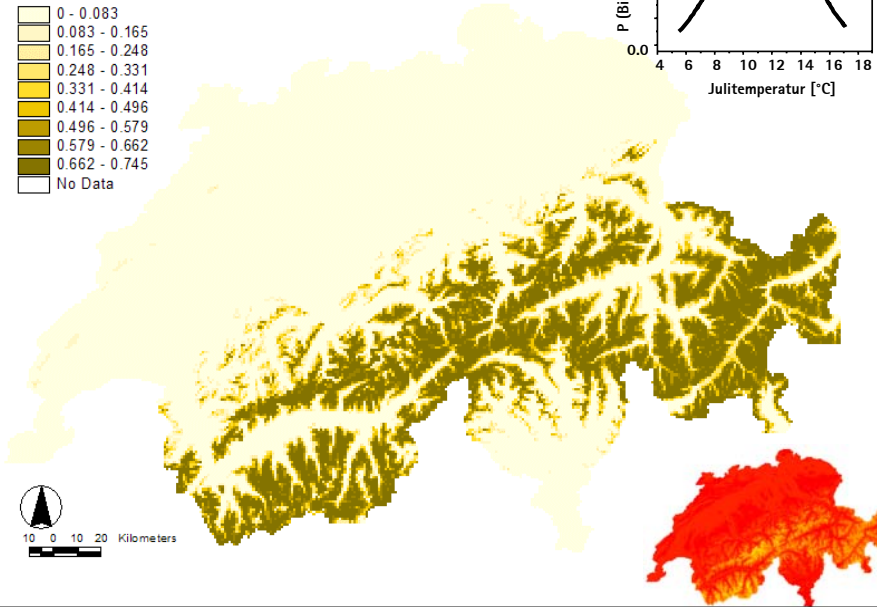 0 - 0.083
0.083 - 0.165
0.165 - 0.248
0.248 - 0.331
0.331 - 0.414
0.414 - 0.496
0.496 - 0.579
0.579 - 0.662
0.662 - 0.745
No Data
P (Bi
0.0
4 6 8 10 12 14 16 18
Julitemperatur [°C]
10 0 10 20 Kilometers